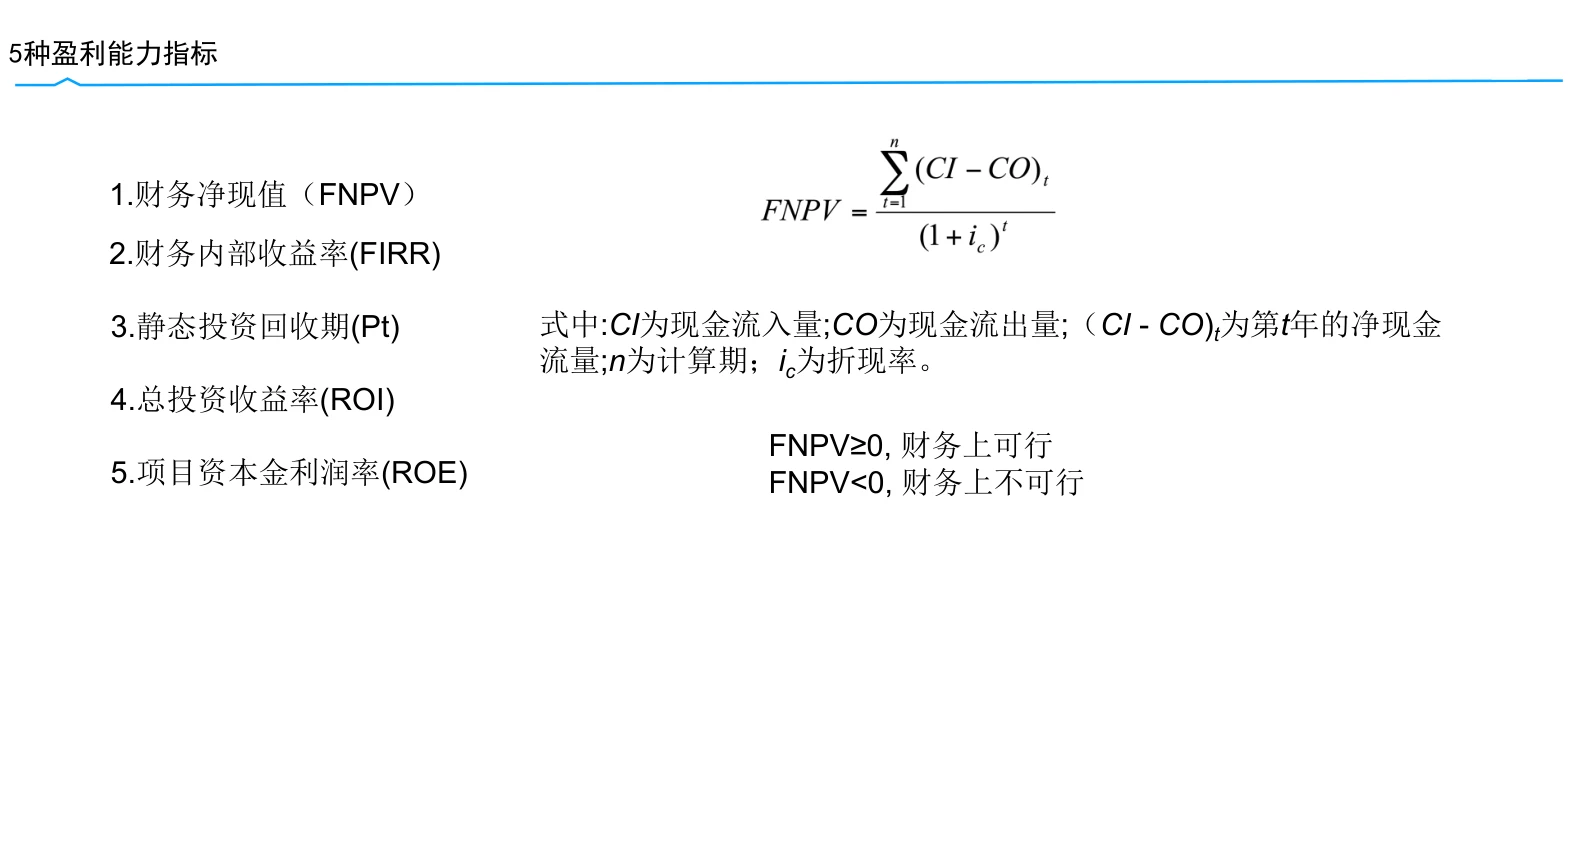 5种盈利能力指标
1.财务净现值（FNPV）
2.财务内部收益率(FIRR)
3.静态投资回收期(Pt)
4.总投资收益率(ROI)
5.项目资本金利润率(ROE)
FNPV = \frac{\sum_{t=1}^{n}(CI - CO)_t}{(1 + i_c)^t}
式中:CI为现金流入量;CO为现金流出量;（CI - CO)t为第t年的净现金
流量;n为计算期；ic为折现率。
FNPV≥0, 财务上可行
FNPV<0, 财务上不可行